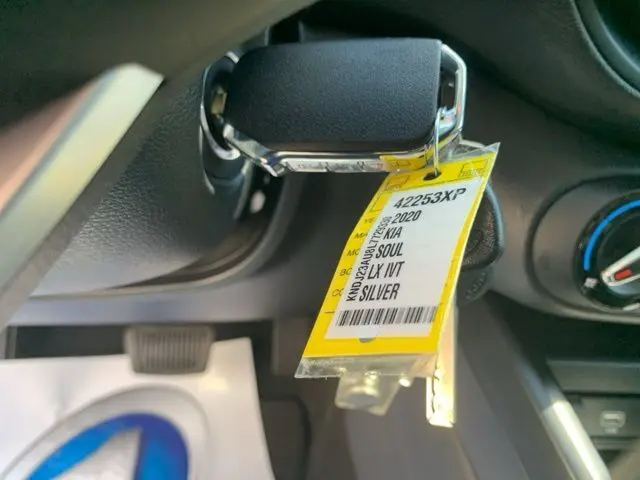 42253XP
2020
KIA
SOUL
LX IVT
SILVER